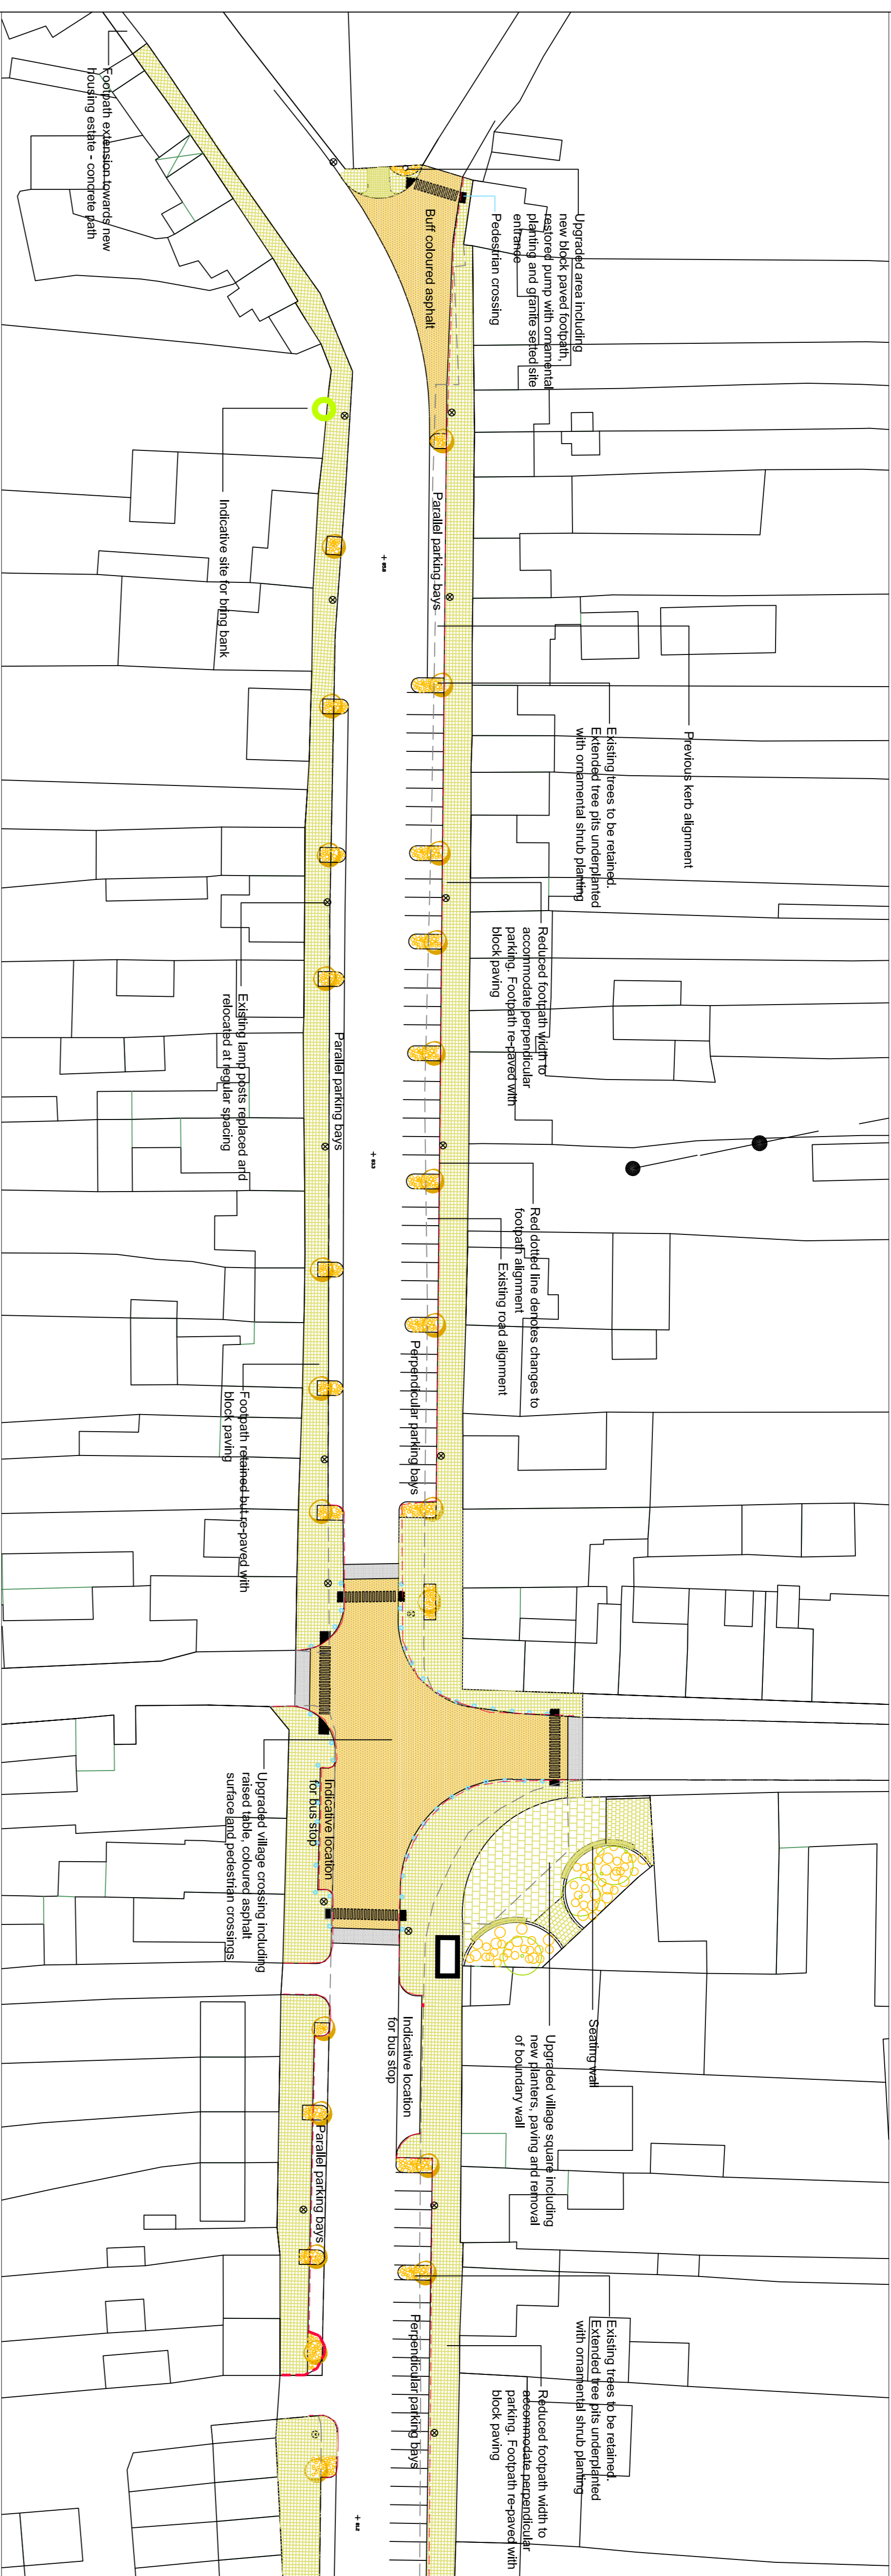 Footpath extension towards new
housing estate - concrete path
Buff coloured asphalt
Upgraded area including
new block paved footpath,
restored pump with ornamental
planting and granite setted site
entrance
Pedestrian crossing
Indicative site for bring bank
Parallel parking bays
Previous kerb alignment
Existing trees to be retained.
Extended tree pits underplanted
with ornamental shrub planting
Reduced footpath width to
accommodate perpendicular
parking. Footpath re-paved with
block paving
Existing lamp posts replaced and
relocated at regular spacing
Parallel parking bays
Red dotted line denotes changes to
footpath alignment
Existing road alignment
Perpendicular parking bays
Footpath retained but re-paved with
block paving
Upgraded village crossing including
raised table, coloured asphalt
surface and pedestrian crossings
Indicative location
for bus stop
Indicative location
for bus stop
Seating wall
Upgraded village square including
new planters, paving and removal
of boundary wall
Parallel parking bays
Perpendicular parking bays
Existing trees to be retained.
Extended tree pits underplanted
with ornamental shrub planting
Reduced footpath width to
accommodate perpendicular
parking. Footpath re-paved with
block paving